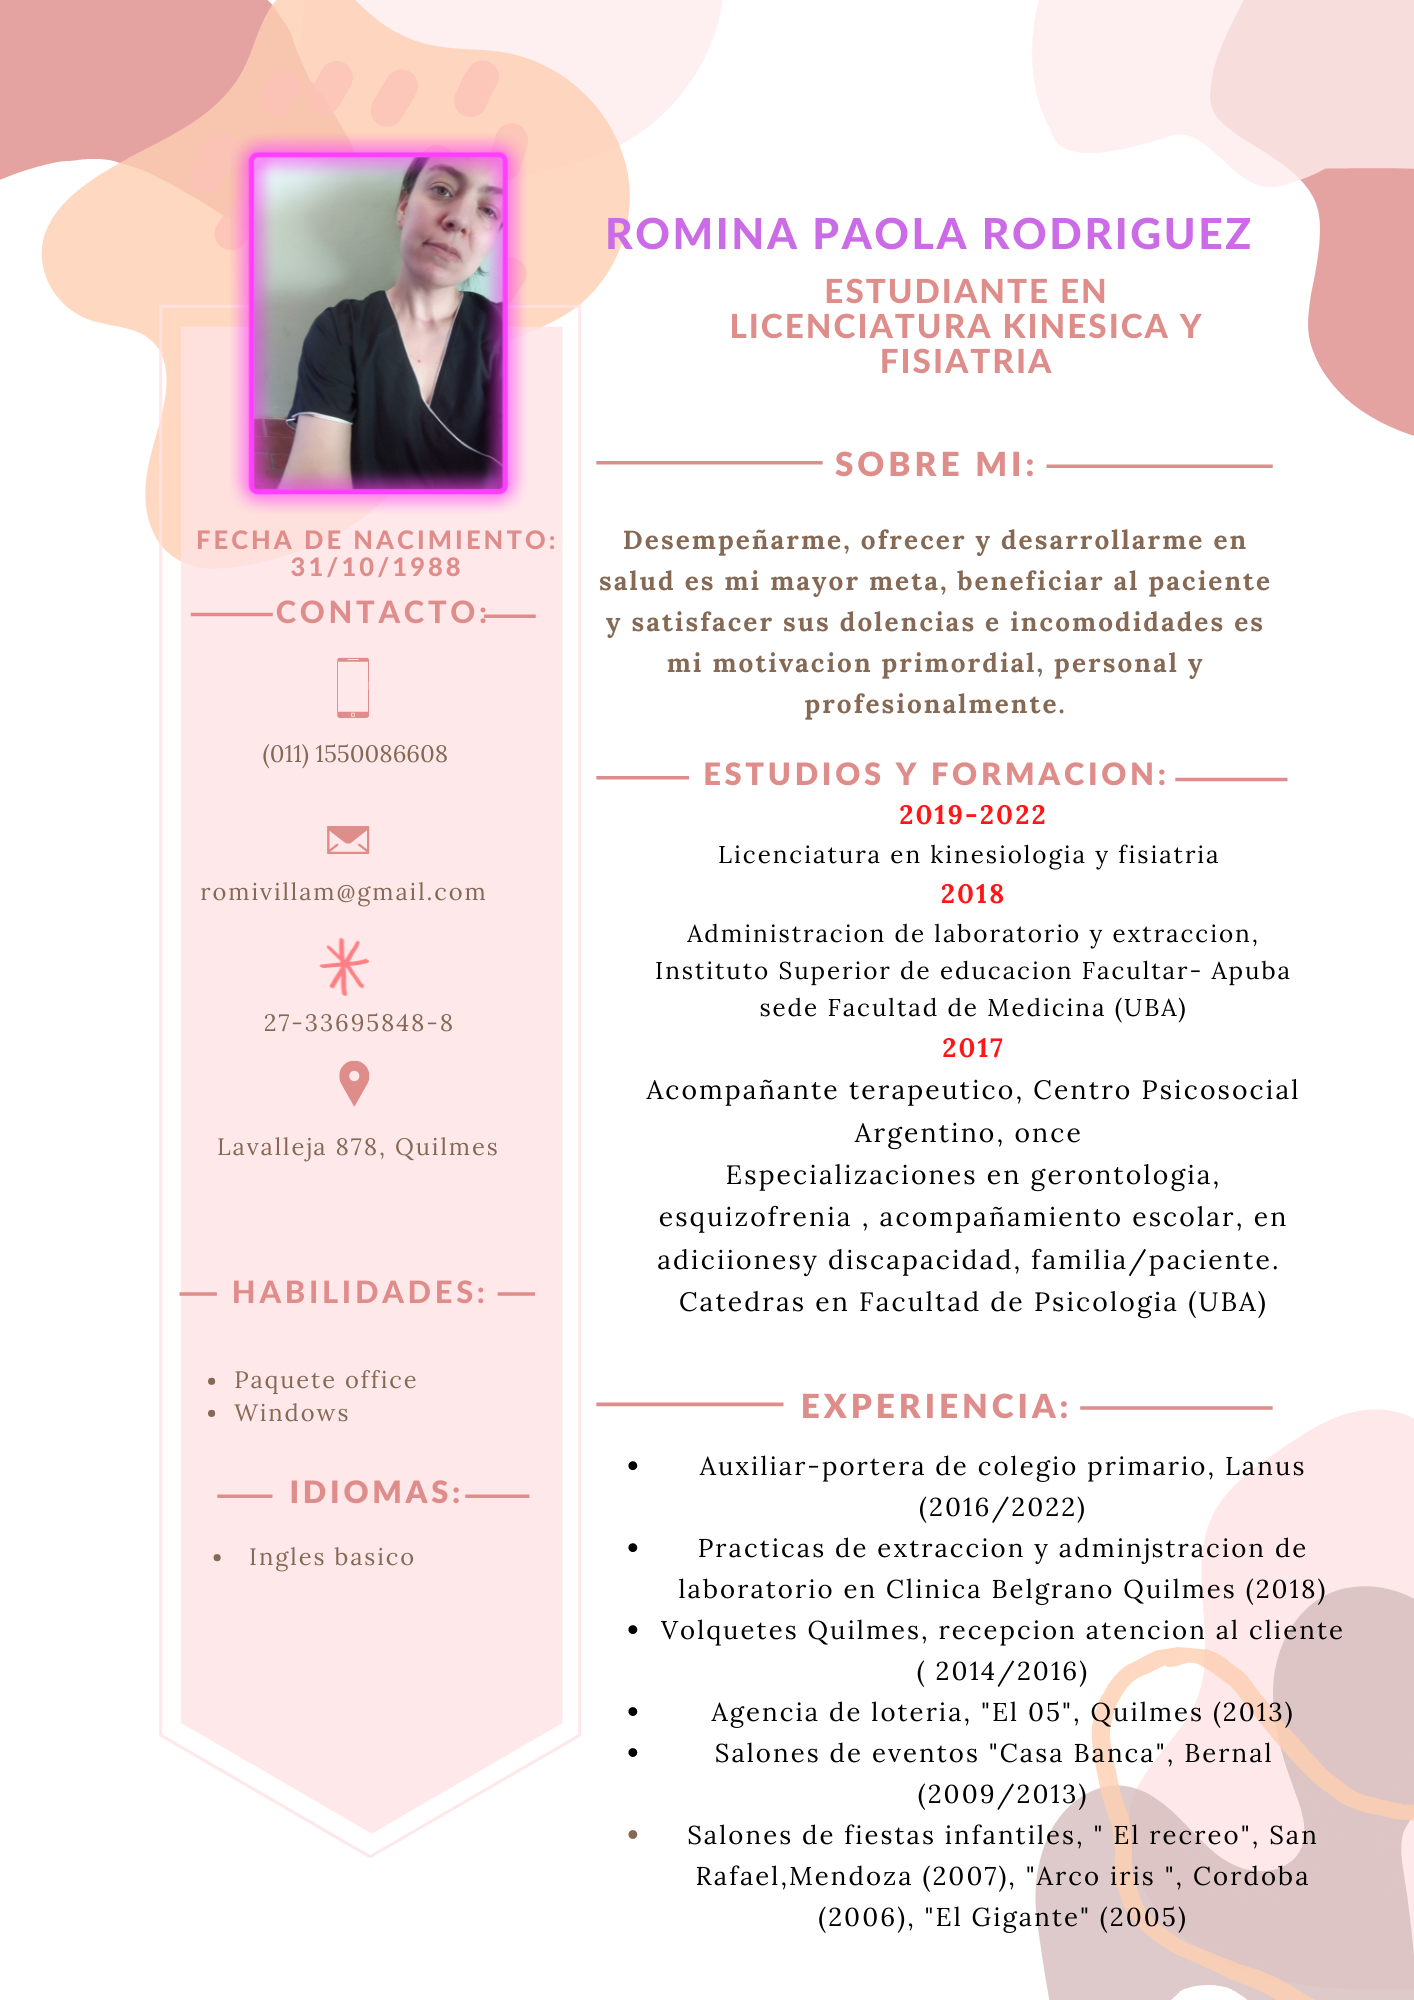 ROMINA PAOLA RODRIGUEZ
ESTUDIANTE EN
LICENCIATURA KINESICA Y
FISIATRIA
FECHA DE NACIMIENTO:
31/10/1988
CONTACTO:
(011) 1550086608
romivillam@gmail.com
27-33695848-8
Lavalleja 878, Quilmes
HABILIDADES:
• Paquete office
• Windows
IDIOMAS:
• Ingles basico
SOBRE MI:
Desempeñarme, ofrecer y desarrollarme en
salud es mi mayor meta, beneficiar al paciente
y satisfacer sus dolencias e incomodidades es
mi motivacion primordial, personal y
profesionalmente.
ESTUDIOS Y FORMACION:
2019-2022
Licenciatura en kinesiologia y fisiatria
2018
Administracion de laboratorio y extraccion,
Instituto Superior de educacion Facultar- Apuba
sede Facultad de Medicina (UBA)
2017
Acompañante terapeutico, Centro Psicosocial
Argentino, once
Especializaciones en gerontologia,
esquizofrenia , acompañamiento escolar, en
adiciionesy discapacidad, familia/paciente.
Catedras en Facultad de Psicologia (UBA)
EXPERIENCIA:
• Auxiliar-portera de colegio primario, Lanus
(2016/2022)
• Practicas de extraccion y adminjstracion de
laboratorio en Clinica Belgrano Quilmes (2018)
• Volquetes Quilmes, recepcion atencion al cliente
( 2014/2016)
• Agencia de loteria, "El 05", Quilmes (2013)
• Salones de eventos "Casa Banca", Bernal
(2009/2013)
• Salones de fiestas infantiles, " El recreo", San
Rafael,Mendoza (2007), "Arco iris ", Cordoba
(2006), "El Gigante" (2005)